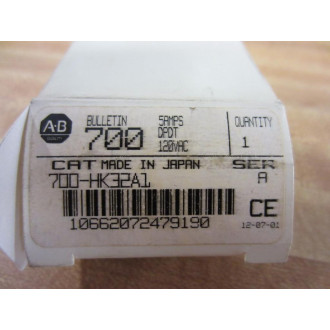 A-B
QUALITY
BULLETIN
700
5AMPS
DPDT
120VAC
QUANTITY
1
CAT MADE IN JAPAN SER
700-HK32A1 A
10662072479190
CE
12-07-01